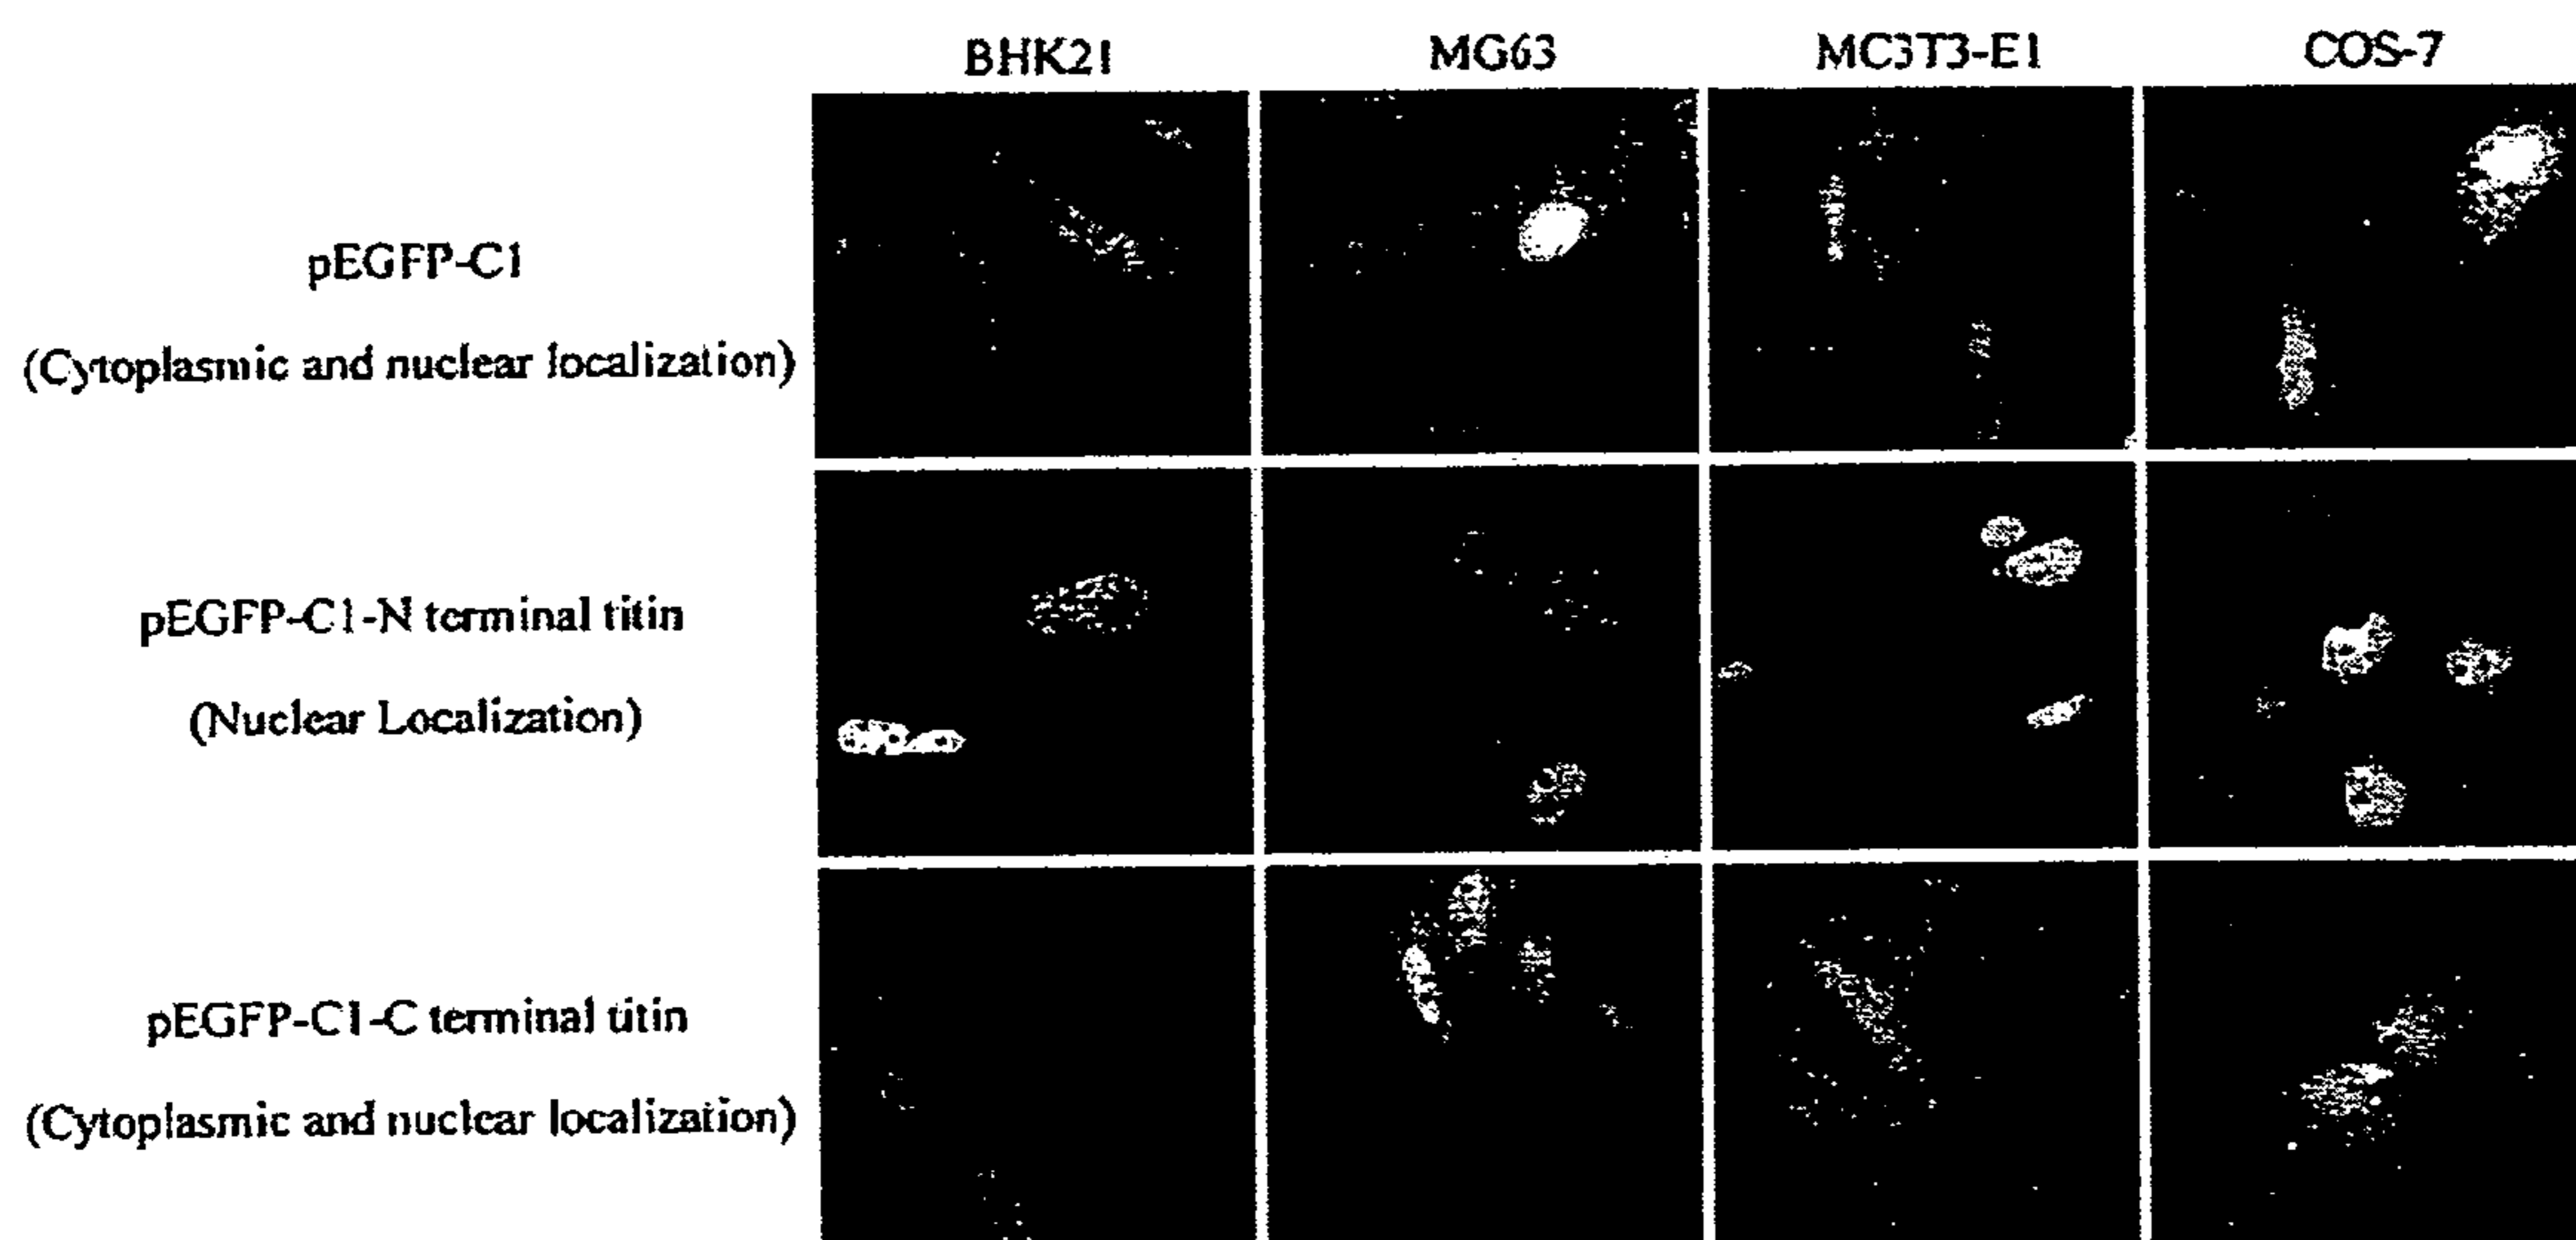 BHK21 MG63 MC3T3-E1 COS-7
pEGFP-C1
(Cytoplasmic and nuclear localization)
pEGFP-C1-N terminal titin
(Nuclear Localization)
pEGFP-C1-C terminal titin
(Cytoplasmic and nuclear localization)